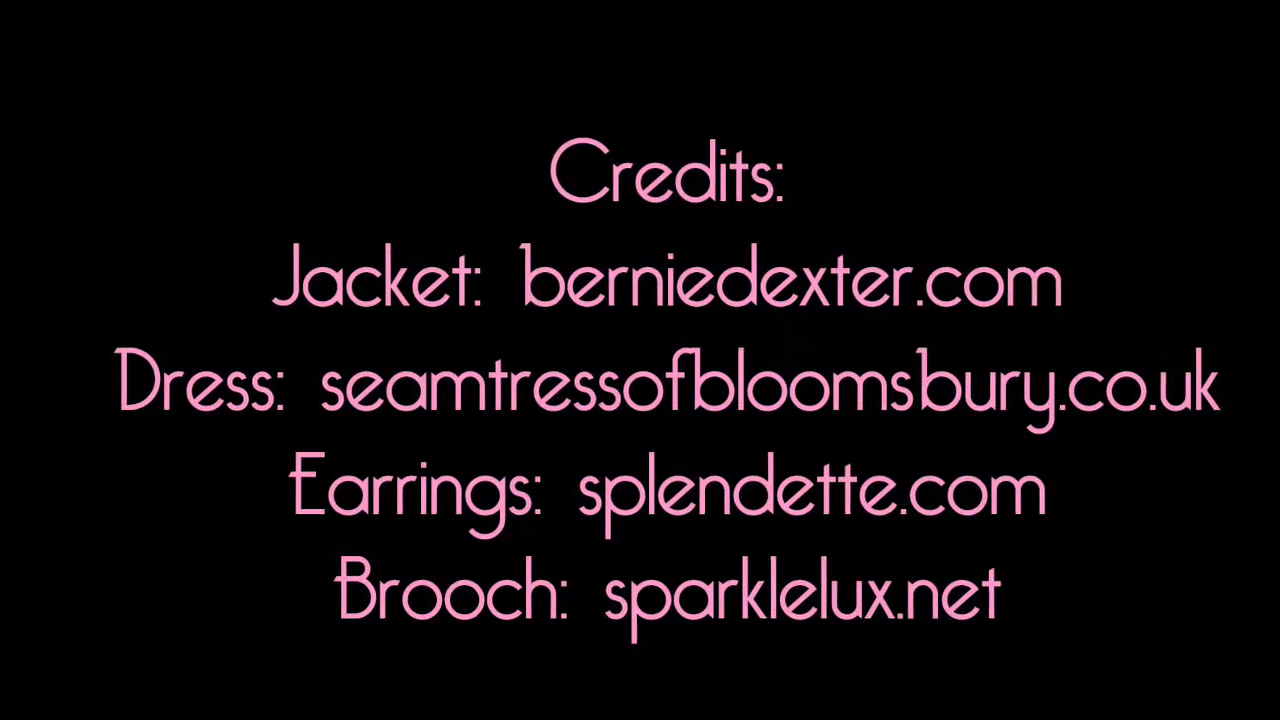 Credits:
Jacket: berniedexter.com
Dress: seamtressofbloomsbury.co.uk
Earrings: splendette.com
Brooch: sparklelux.net